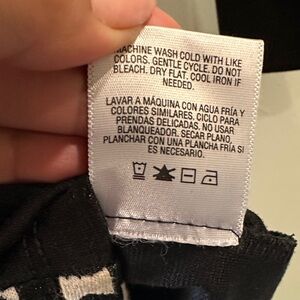 MACHINE WASH COLD WITH LIKE
COLORS. GENTLE CYCLE. DO NOT
BLEACH. DRY FLAT. COOL IRON IF
NEEDED.
LAVAR A MÁQUINA CON AGUA FRÍA Y
COLORES SIMILARES. CICLO PARA
PRENDAS DELICADAS. NO USAR
BLANQUEADOR. SECAR PLANO.
PLANCHAR CON UNA PLANCHA FRÍA SI
ES NECESARIO.